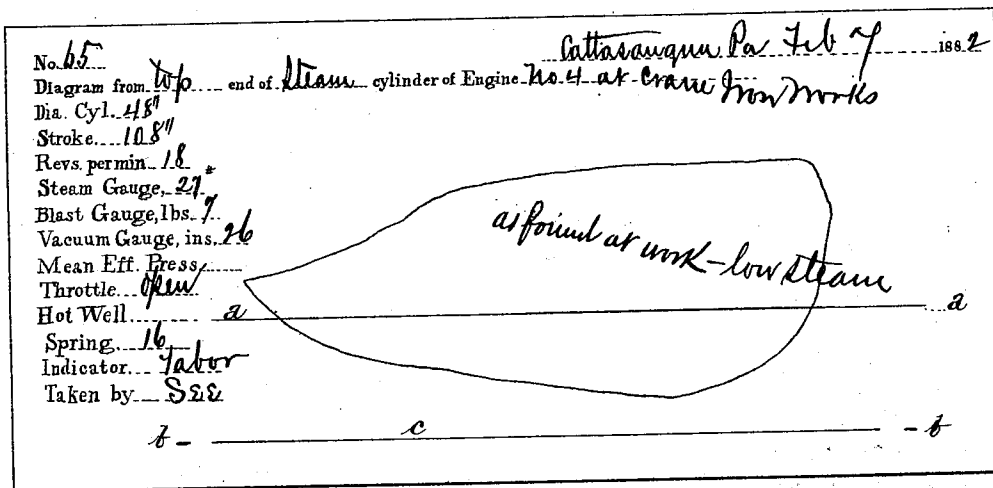 Cattasauqua Pa Feb 7 1882
No. 65
Diagram from top end of Steam cylinder of Engine No. 4 at Crane Iron Works
Dia. Cyl. 48"
Stroke 108"
Revs. per min. 18
Steam Gauge, 27
Blast Gauge, lbs. 7
Vacuum Gauge, ins. 26
Mean Eff. Press.
Throttle open
Hot Well
Spring 16
Indicator Tabor
Taken by SEE
as found at work - low steam
a a
b - c - b